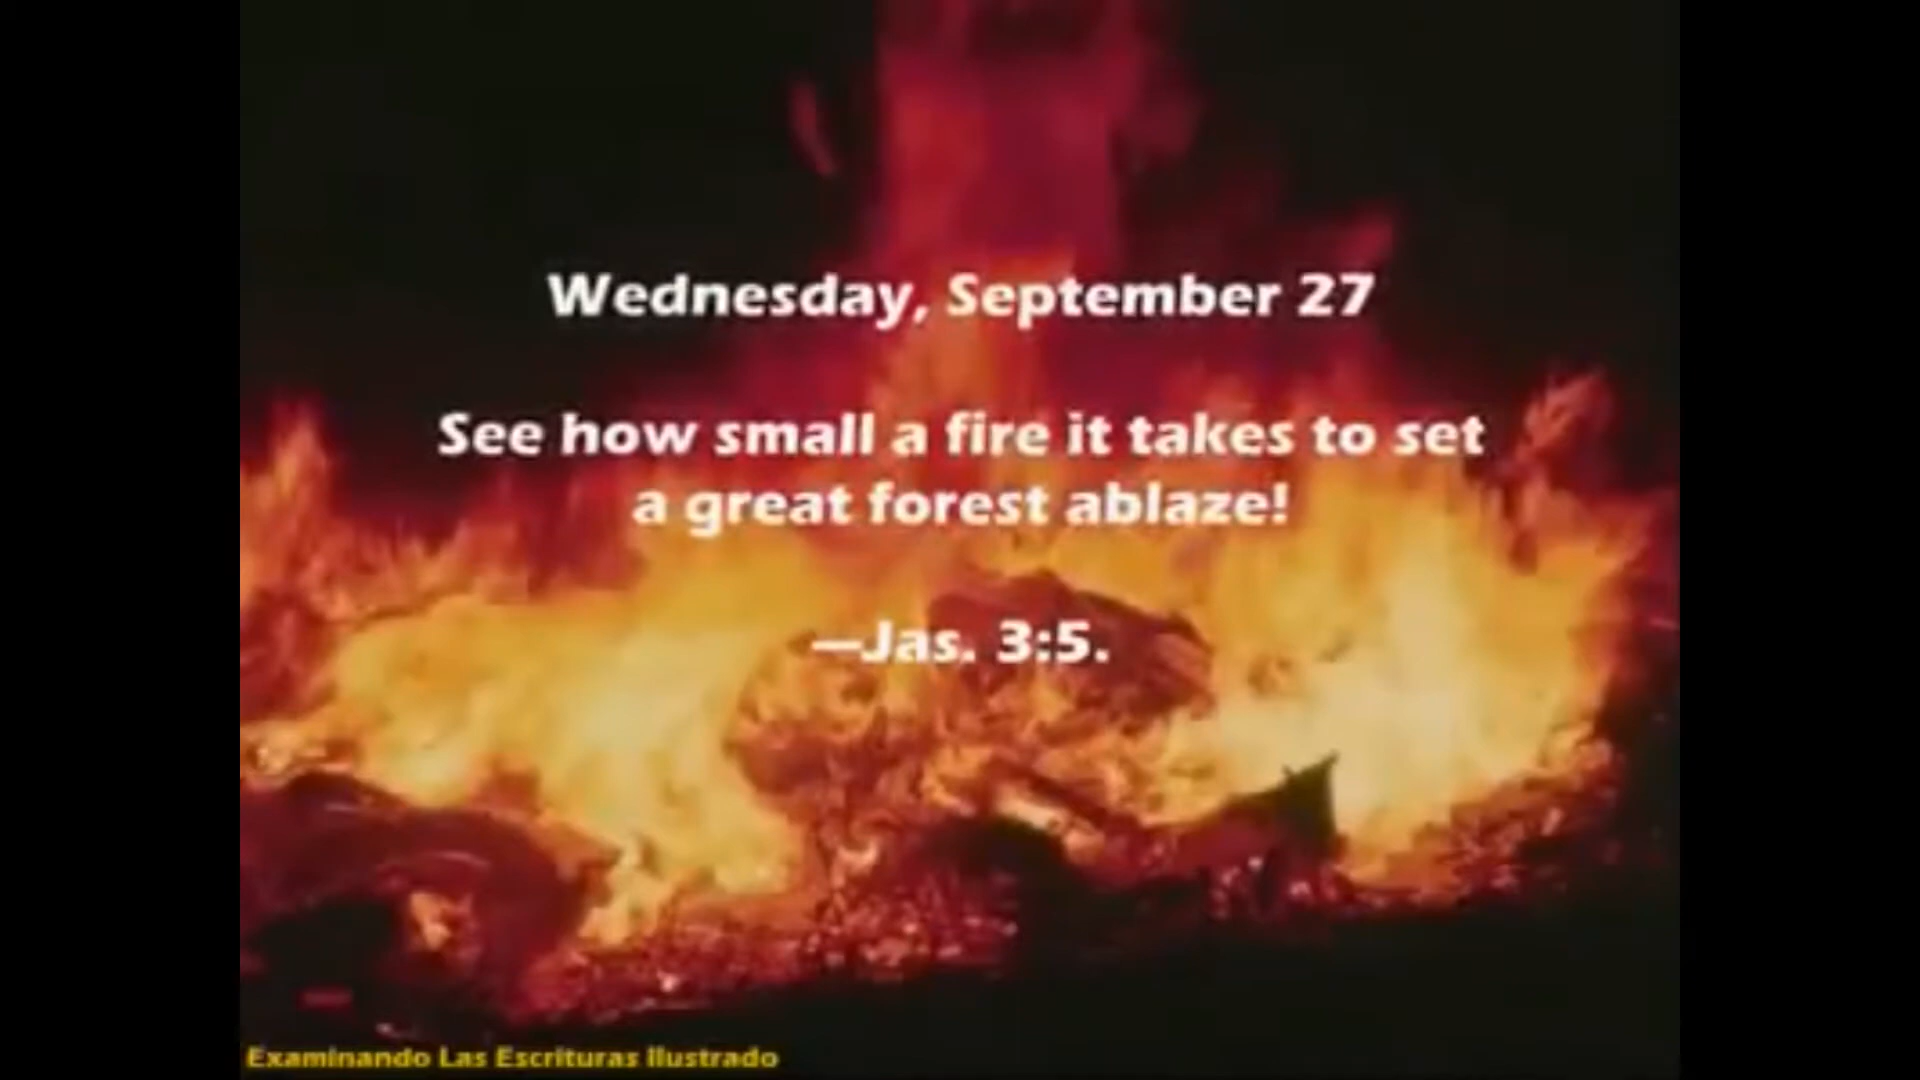 Wednesday, September 27
See how small a fire it takes to set
a great forest ablaze!
—Jas. 3:5.
Examinando Las Escrituras Ilustrado